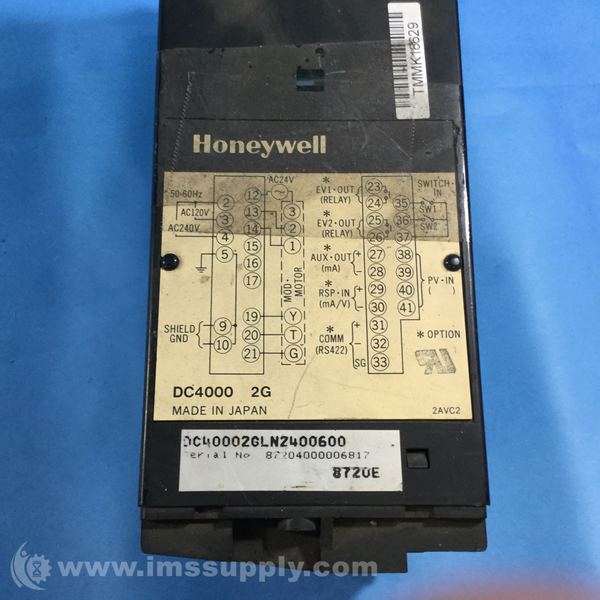 TMMK18629
Honeywell
50-60Hz
AC120V
AC240V
AC24V
2
3
4
5
9
10
SHIELD
GND
12
13
14
15
16
17
19
20
21
3
2
1
MOD·
MOTOR
Y
T
G
*
EV1·OUT
(RELAY)
*
EV2·OUT
(RELAY)
*
AUX·OUT +
(mA) −
*
RSP·IN +
(mA/V) −
*
COMM +
(RS422) −
SG
23
24
25
26
27
28
29
30
31
32
33
SWITCH·
IN
SW1
SW2
35
36
37
38
39
40
41
PV·IN
( )
* OPTION
DC4000 2G
MADE IN JAPAN
2AVC2
DC40002GLN2400600
Serial No 87204000006817
8720E
© www.imssupply.com